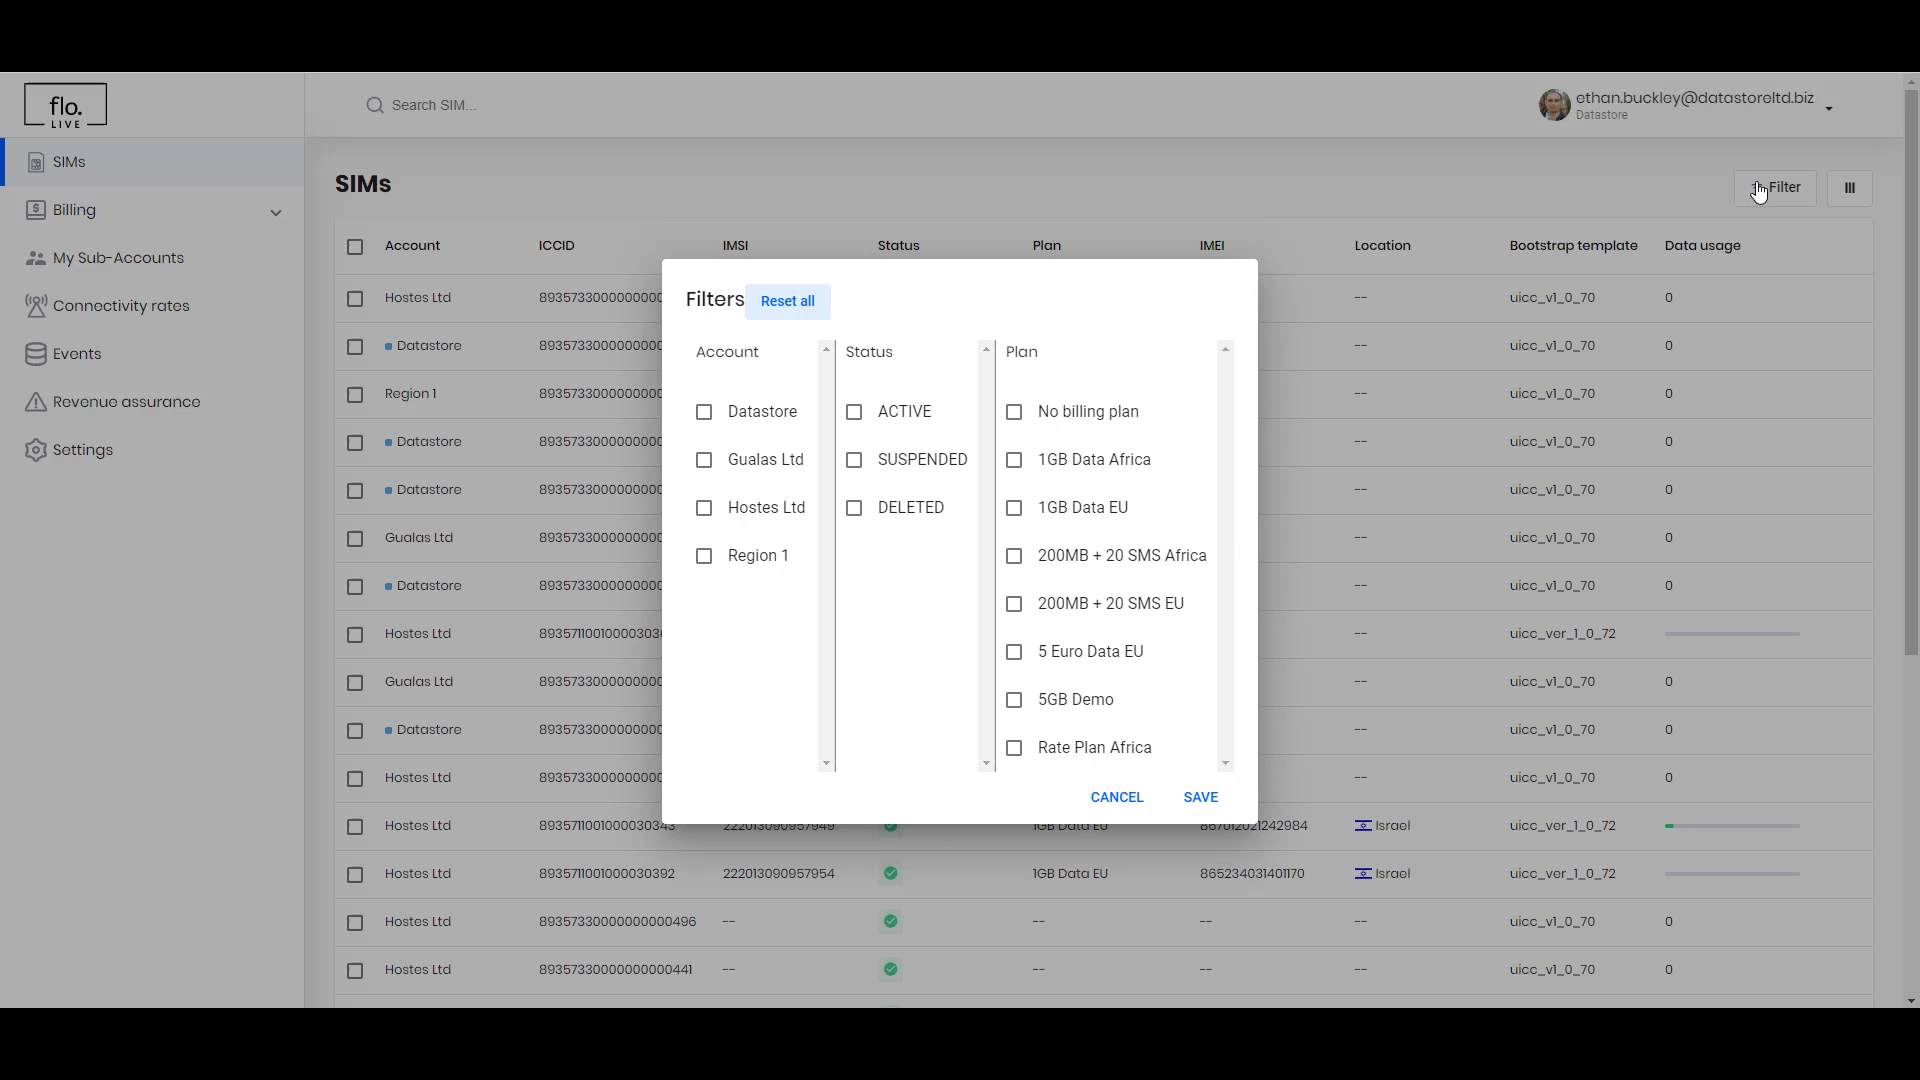 flo.
LIVE
Search SIM...
ethan.buckley@datastoreltd.biz
Datastore
SIMs
Billing
My Sub-Accounts
Connectivity rates
Events
Revenue assurance
Settings
SIMs
Filter
Account ICCID IMSI Status Plan IMEI Location Bootstrap template Data usage
Hostes Ltd -- uicc_v1_0_70 0
Datastore -- uicc_v1_0_70 0
Region 1 -- uicc_v1_0_70 0
Datastore -- uicc_v1_0_70 0
Datastore -- uicc_v1_0_70 0
Gualas Ltd -- uicc_v1_0_70 0
Datastore -- uicc_v1_0_70 0
Hostes Ltd -- uicc_ver_1_0_72
Gualas Ltd -- uicc_v1_0_70 0
Datastore -- uicc_v1_0_70 0
Hostes Ltd -- uicc_v1_0_70 0
Hostes Ltd 8935711001000030343 222013090957949 1GB Data EU 867012021242984 Israel uicc_ver_1_0_72
Hostes Ltd 8935711001000030392 222013090957954 1GB Data EU 865234031401170 Israel uicc_ver_1_0_72
Hostes Ltd 89357330000000000496 -- -- -- -- uicc_v1_0_70 0
Hostes Ltd 89357330000000000441 -- -- -- -- uicc_v1_0_70 0
Filters
Reset all
Account
Datastore
Gualas Ltd
Hostes Ltd
Region 1
Status
ACTIVE
SUSPENDED
DELETED
Plan
No billing plan
1GB Data Africa
1GB Data EU
200MB + 20 SMS Africa
200MB + 20 SMS EU
5 Euro Data EU
5GB Demo
Rate Plan Africa
CANCEL
SAVE